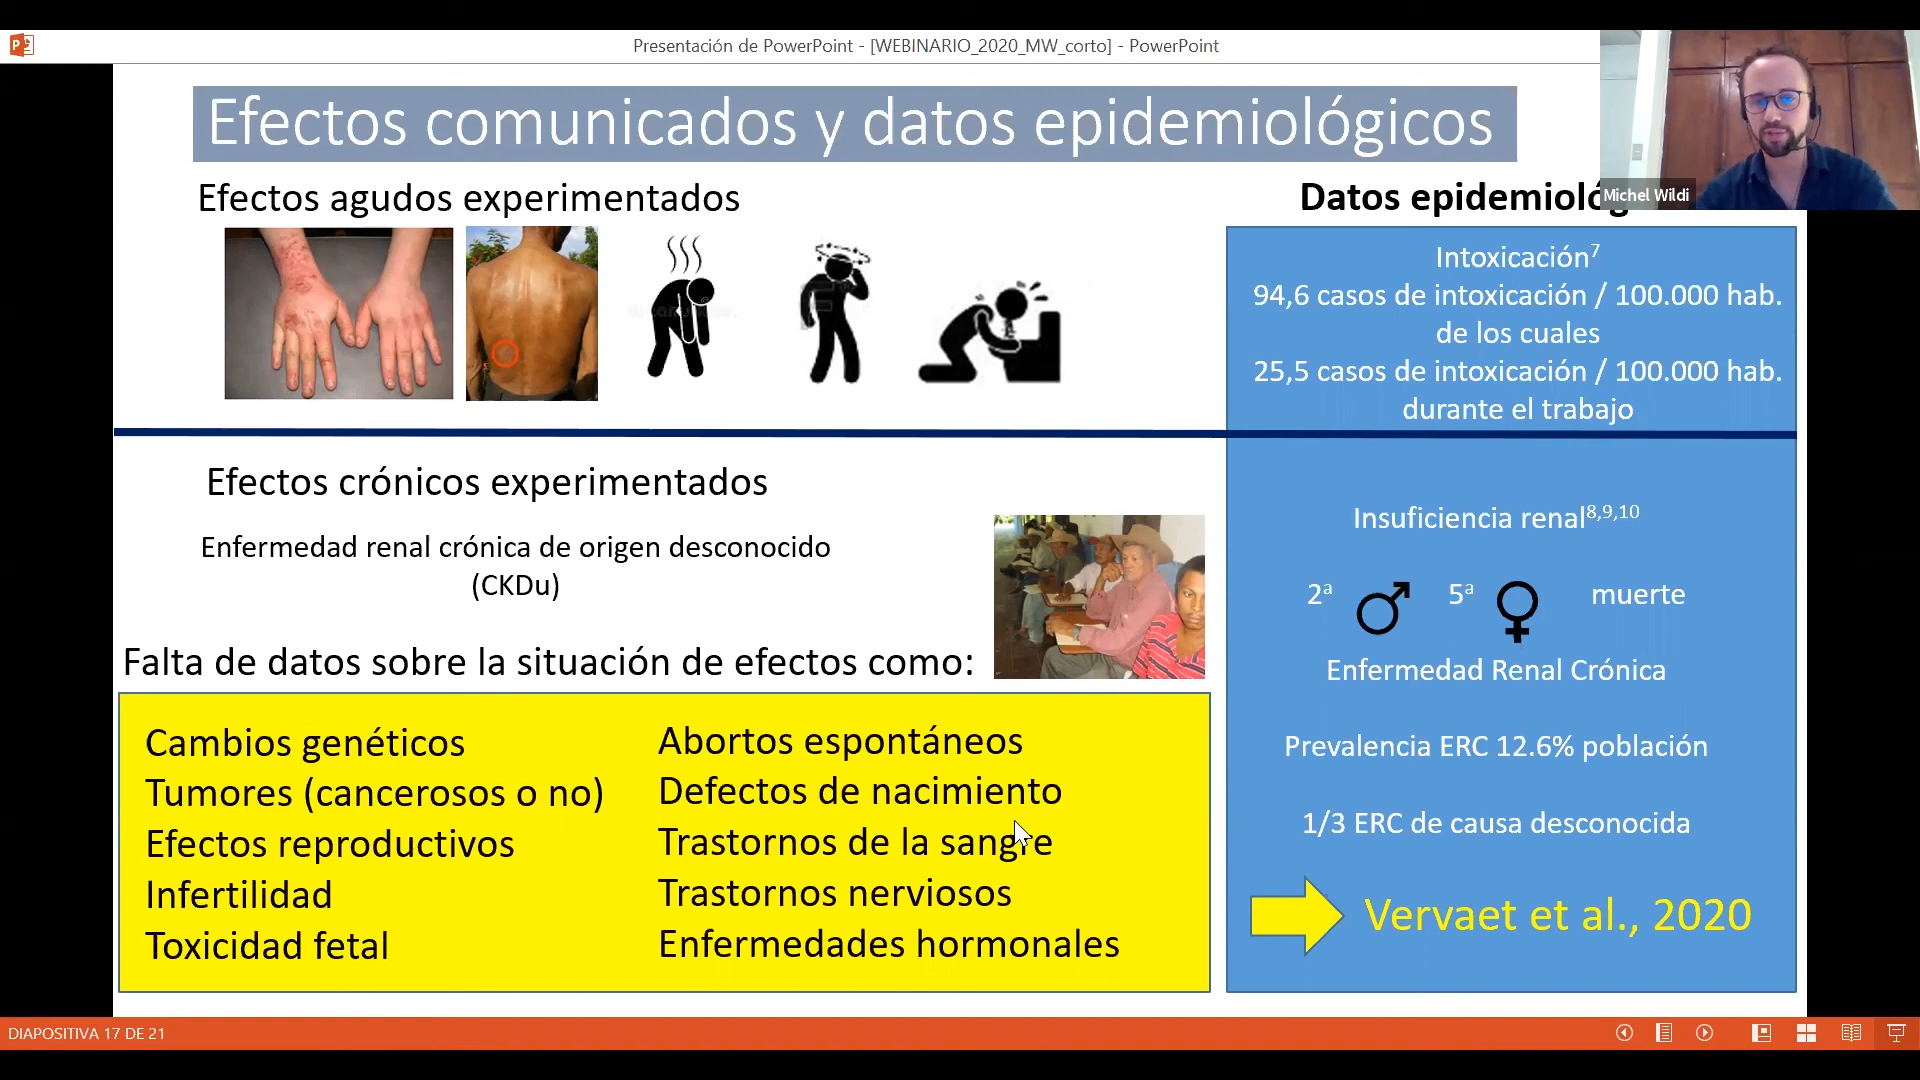 Presentación de PowerPoint - [WEBINARIO_2020_MW_corto] - PowerPoint
Michel Wildi
Efectos comunicados y datos epidemiológicos
Efectos agudos experimentados
Datos epidemiológ
Intoxicación⁷
94,6 casos de intoxicación / 100.000 hab.
de los cuales
25,5 casos de intoxicación / 100.000 hab.
durante el trabajo
Efectos crónicos experimentados
Enfermedad renal crónica de origen desconocido
(CKDu)
Insuficiencia renal⁸,⁹,¹⁰
2ª 5ª muerte
Enfermedad Renal Crónica
Prevalencia ERC 12.6% población
1/3 ERC de causa desconocida
Vervaet et al., 2020
Falta de datos sobre la situación de efectos como:
Cambios genéticos
Tumores (cancerosos o no)
Efectos reproductivos
Infertilidad
Toxicidad fetal
Abortos espontáneos
Defectos de nacimiento
Trastornos de la sangre
Trastornos nerviosos
Enfermedades hormonales
DIAPOSITIVA 17 DE 21